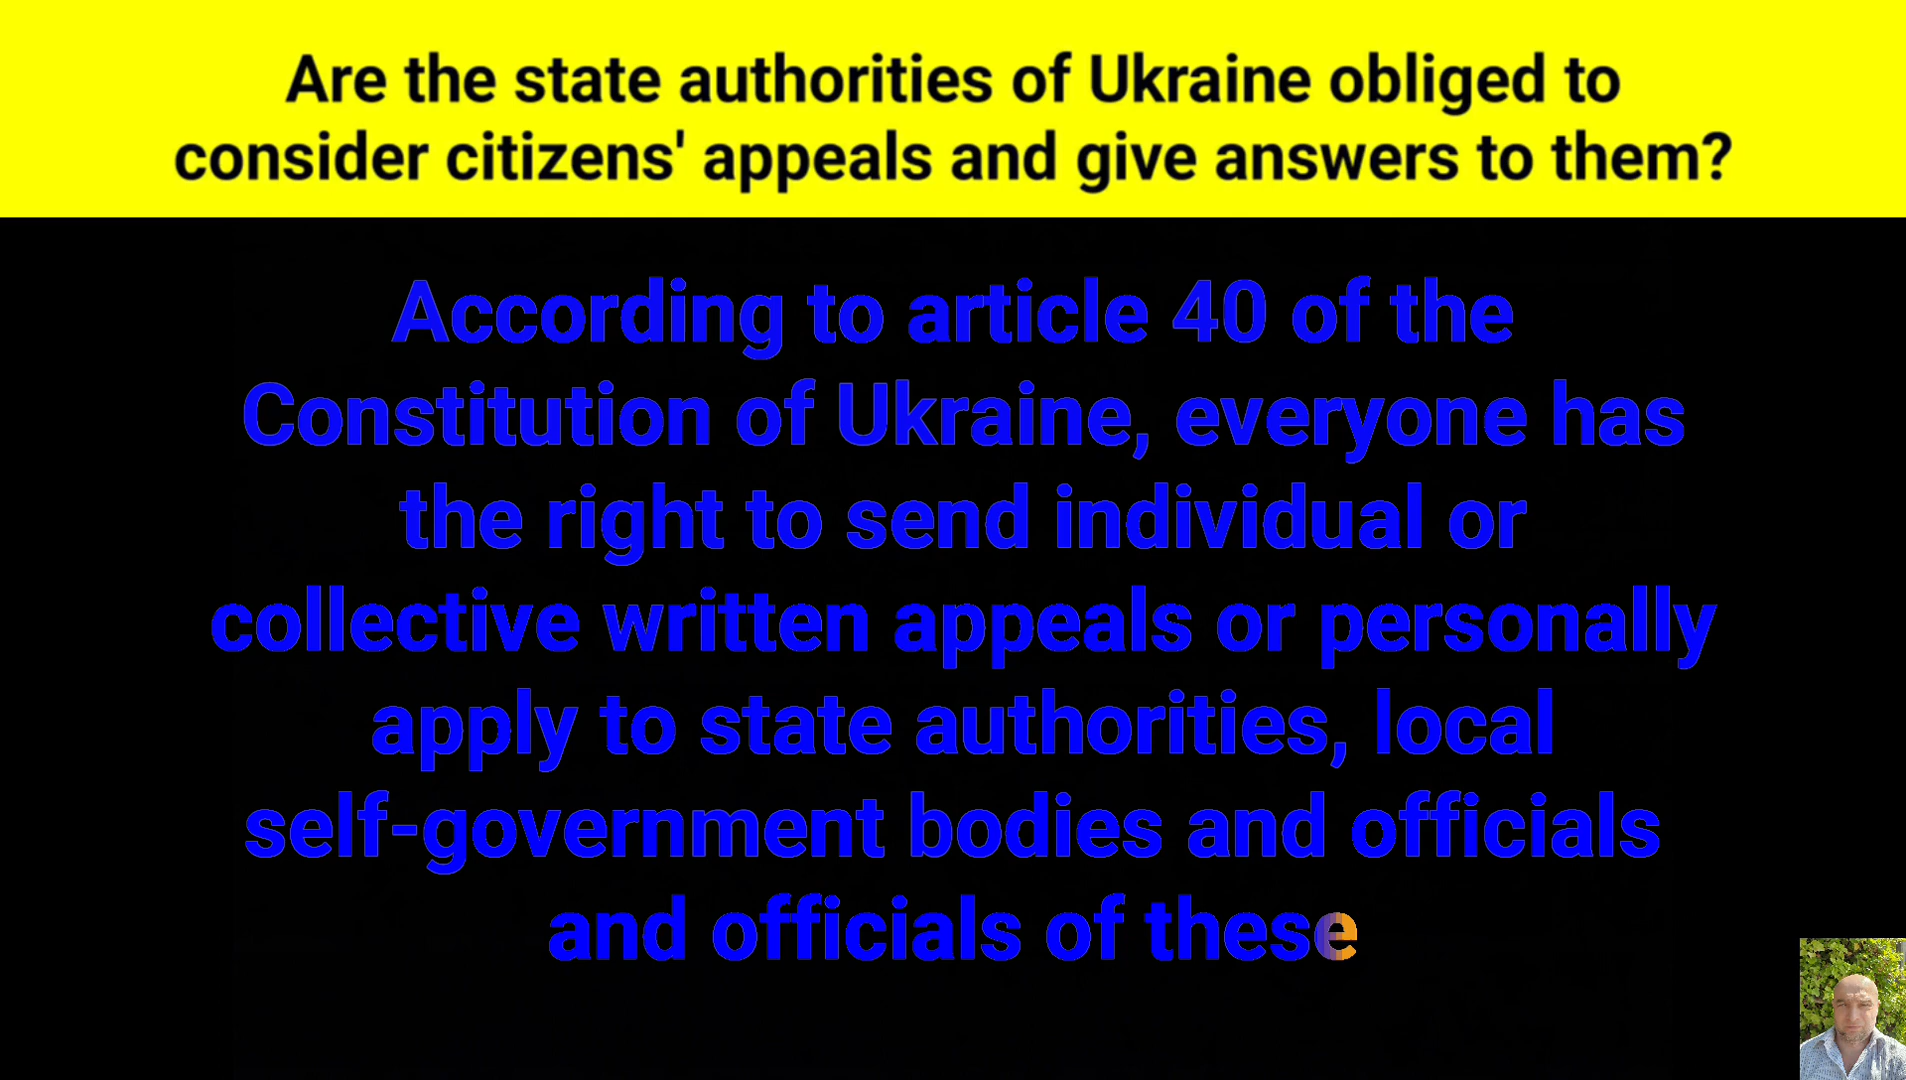 Are the state authorities of Ukraine obliged to
consider citizens' appeals and give answers to them?
According to article 40 of the
Constitution of Ukraine, everyone has
the right to send individual or
collective written appeals or personally
apply to state authorities, local
self-government bodies and officials
and officials of these